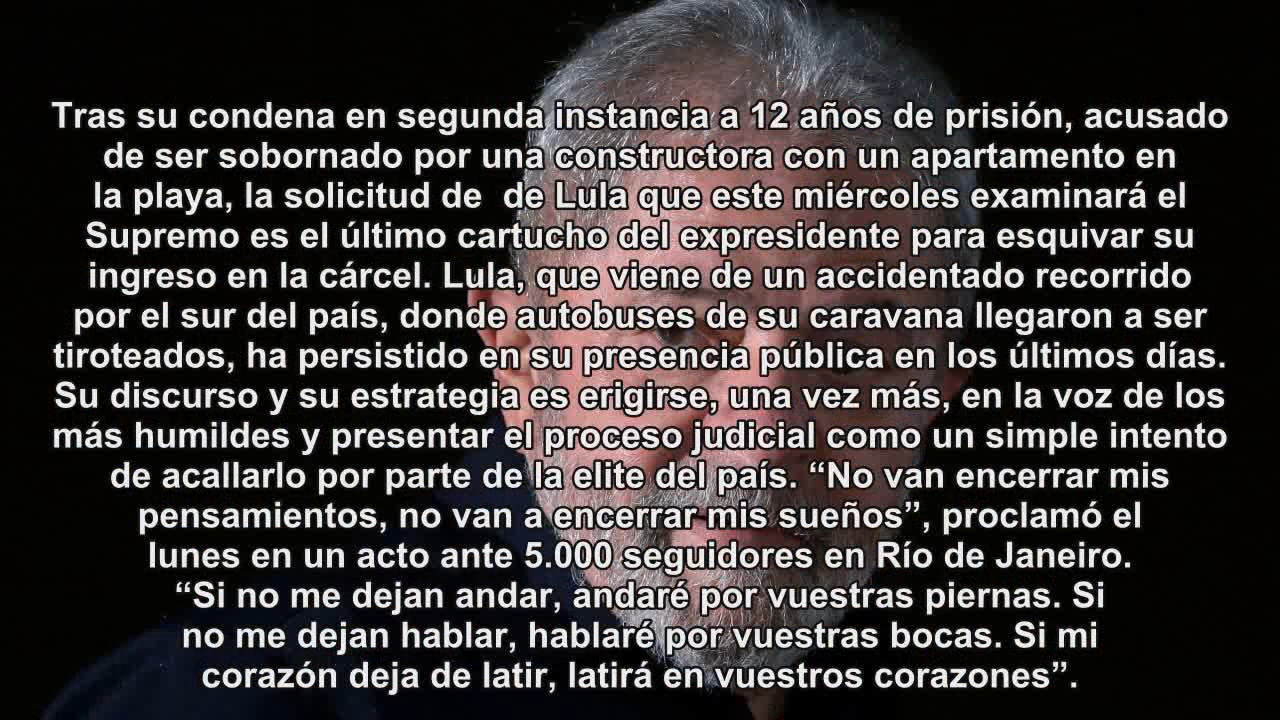 Tras su condena en segunda instancia a 12 años de prisión, acusado
de ser sobornado por una constructora con un apartamento en
la playa, la solicitud de  de Lula que este miércoles examinará el
Supremo es el último cartucho del expresidente para esquivar su
ingreso en la cárcel. Lula, que viene de un accidentado recorrido
por el sur del país, donde autobuses de su caravana llegaron a ser
tiroteados, ha persistido en su presencia pública en los últimos días.
Su discurso y su estrategia es erigirse, una vez más, en la voz de los
más humildes y presentar el proceso judicial como un simple intento
de acallarlo por parte de la elite del país. “No van encerrar mis
pensamientos, no van a encerrar mis sueños”, proclamó el
lunes en un acto ante 5.000 seguidores en Río de Janeiro.
“Si no me dejan andar, andaré por vuestras piernas. Si
no me dejan hablar, hablaré por vuestras bocas. Si mi
corazón deja de latir, latirá en vuestros corazones”.